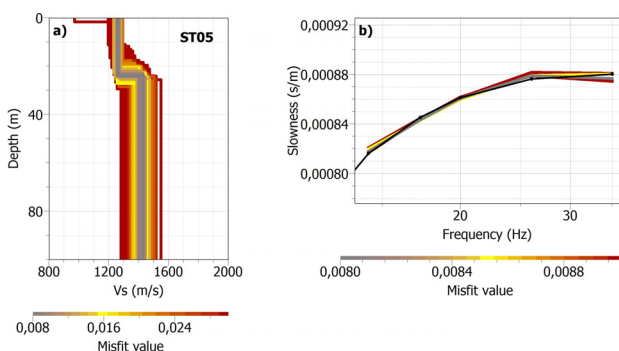 a)
ST05
0
40
80
Depth (m)
800
1200
1600
2000
Vs (m/s)
0,008
0,016
0,024
Misfit value
b)
0,00092
0,00088
0,00084
0,00080
Slowness (s/m)
20
30
Frequency (Hz)
0,0080
0,0084
0,0088
Misfit value